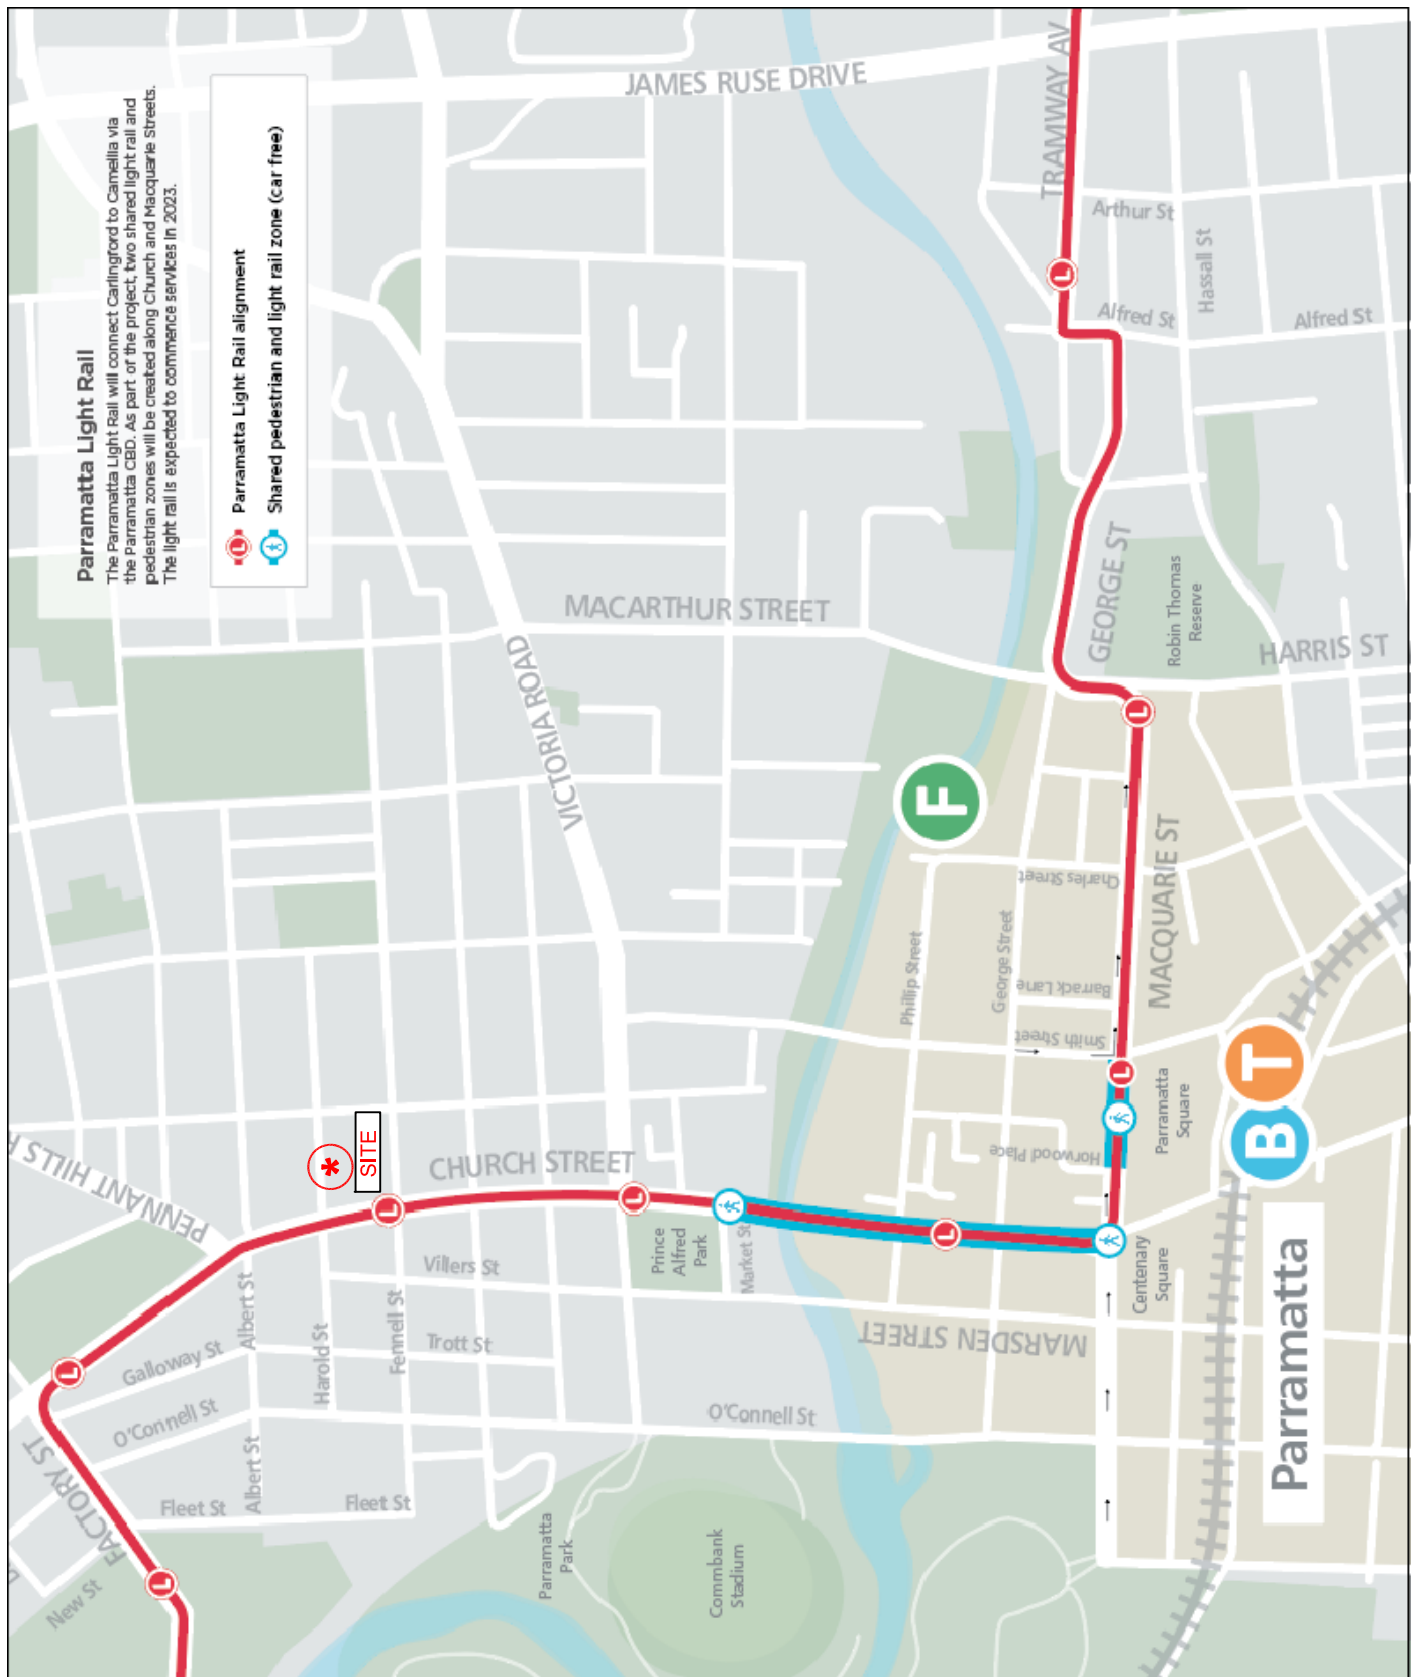 Parramatta Light Rail
The Parramatta Light Rail will connect Carlingford to Camellia via
the Parramatta CBD. As part of the project, two shared light rail and
pedestrian zones will be created along Church and Macquarie Streets.
The light rail is expected to commence services in 2023.
L Parramatta Light Rail alignment
Shared pedestrian and light rail zone (car free)
JAMES RUSE DRIVE
TRAMWAY AV
Arthur St
Hassall St
L
Alfred St
Alfred St
MACARTHUR STREET
GEORGE ST
Robin Thomas
Reserve
HARRIS ST
VICTORIA ROAD
L
F
MACQUARIE ST
Charles Street
Phillip Street
George Street
Barrack Lane
Smith Street
L
Parramatta
Square
T
B
Horwood Place
PENNANT HILLS R
*
SITE
CHURCH STREET
L
L
L
Prince
Alfred
Park
Market St
Centenary
Square
Villers St
Albert St
Fennell St
Harold St
Trott St
MARSDEN STREET
Parramatta
L
Galloway St
O'Connell St
O'Connell St
FACTORY ST
Albert St
Fleet St
Fleet St
L
New St
Parramatta
Park
Commbank
Stadium